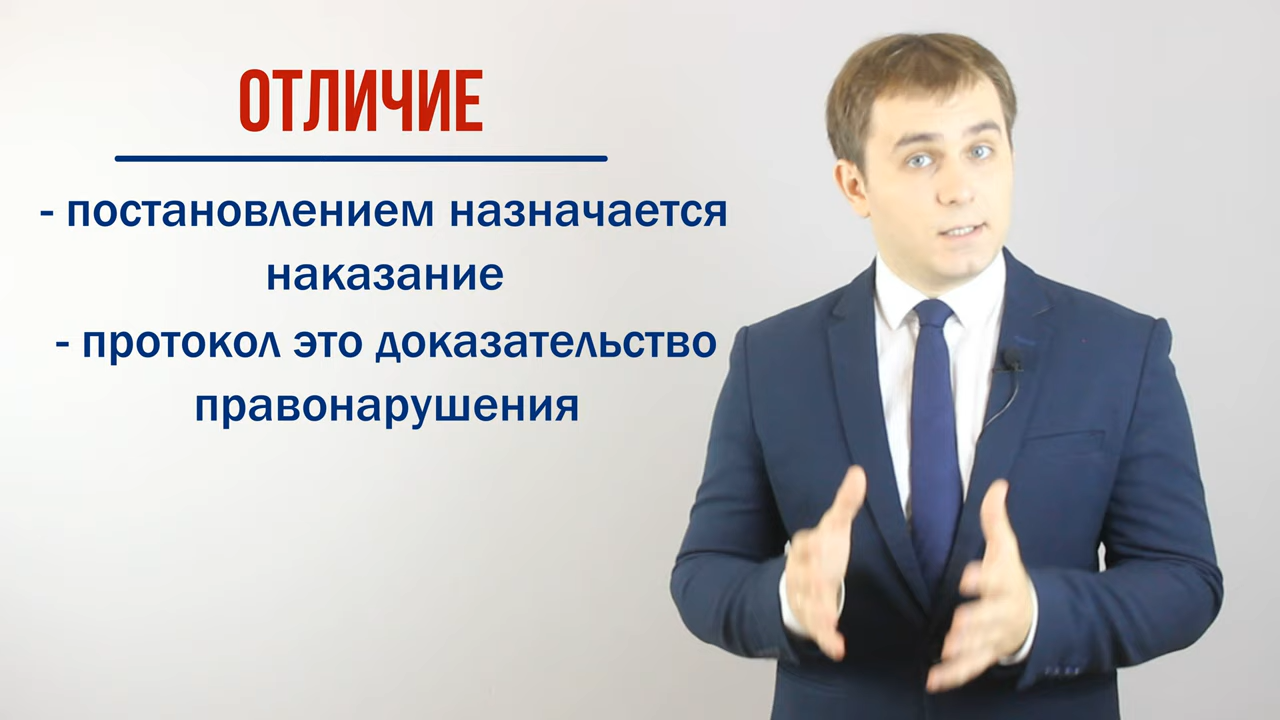 ОТЛИЧИЕ
- постановлением назначается
наказание
- протокол это доказательство
правонарушения